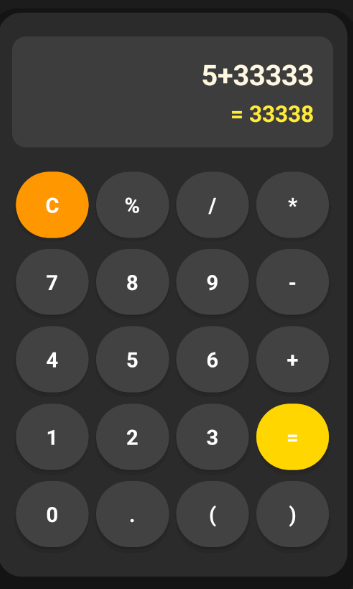 5+33333
= 33338
C % / *
7 8 9 -
4 5 6 +
1 2 3 =
0 . ( )